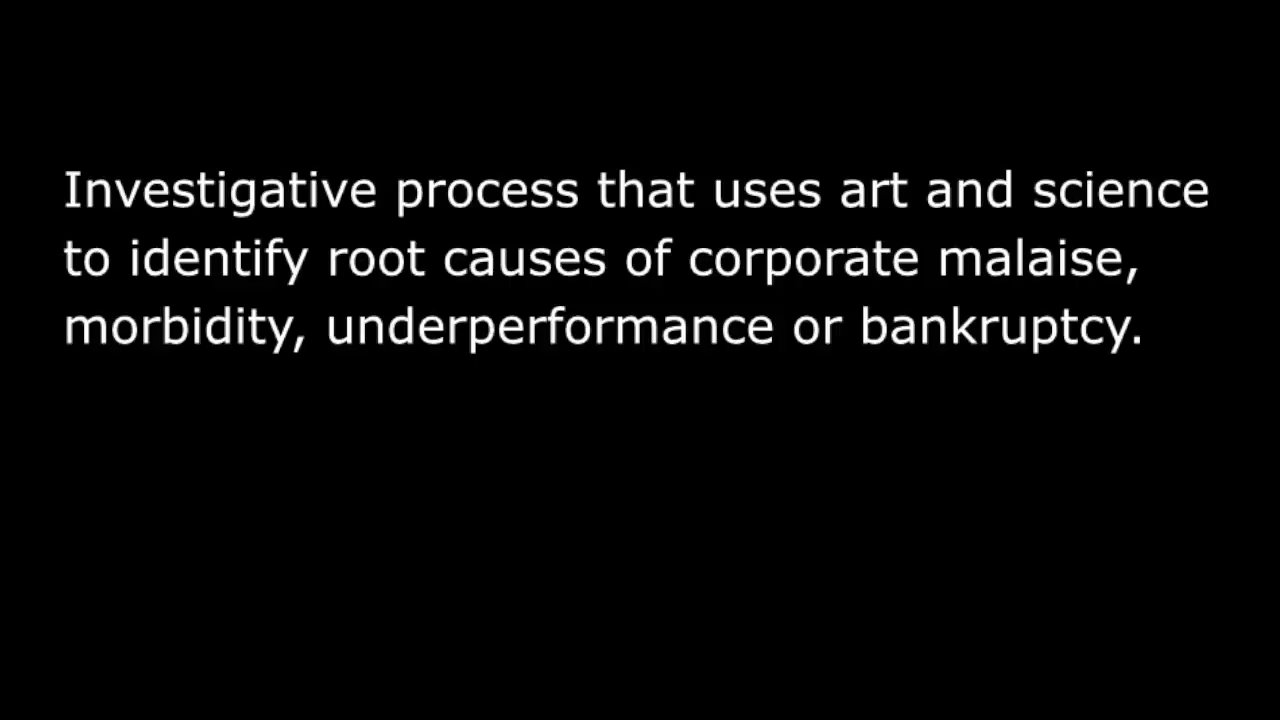 Investigative process that uses art and science
to identify root causes of corporate malaise,
morbidity, underperformance or bankruptcy.